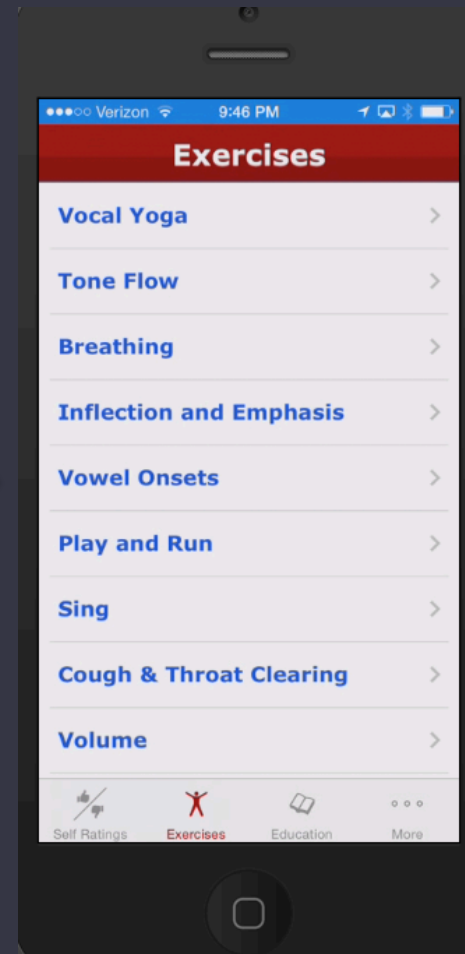 Verizon 9:46 PM
Exercises
Vocal Yoga
Tone Flow
Breathing
Inflection and Emphasis
Vowel Onsets
Play and Run
Sing
Cough & Throat Clearing
Volume
Self Ratings Exercises Education More